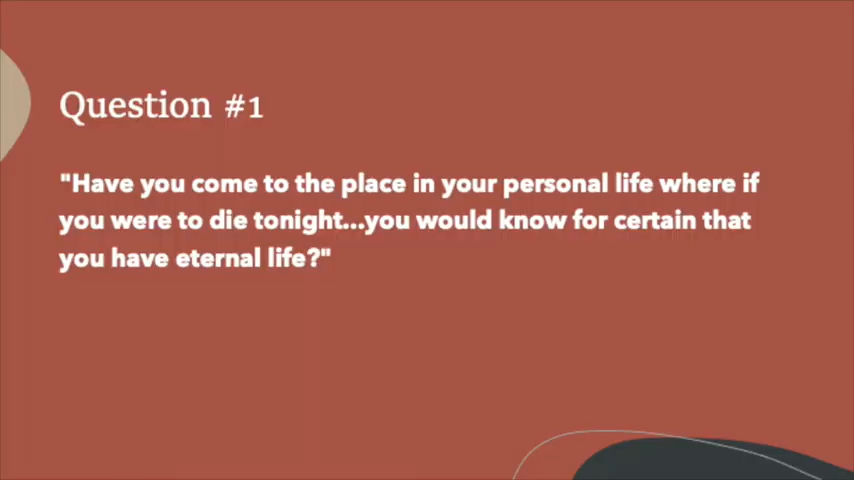 Question #1
"Have you come to the place in your personal life where if
you were to die tonight...you would know for certain that
you have eternal life?"